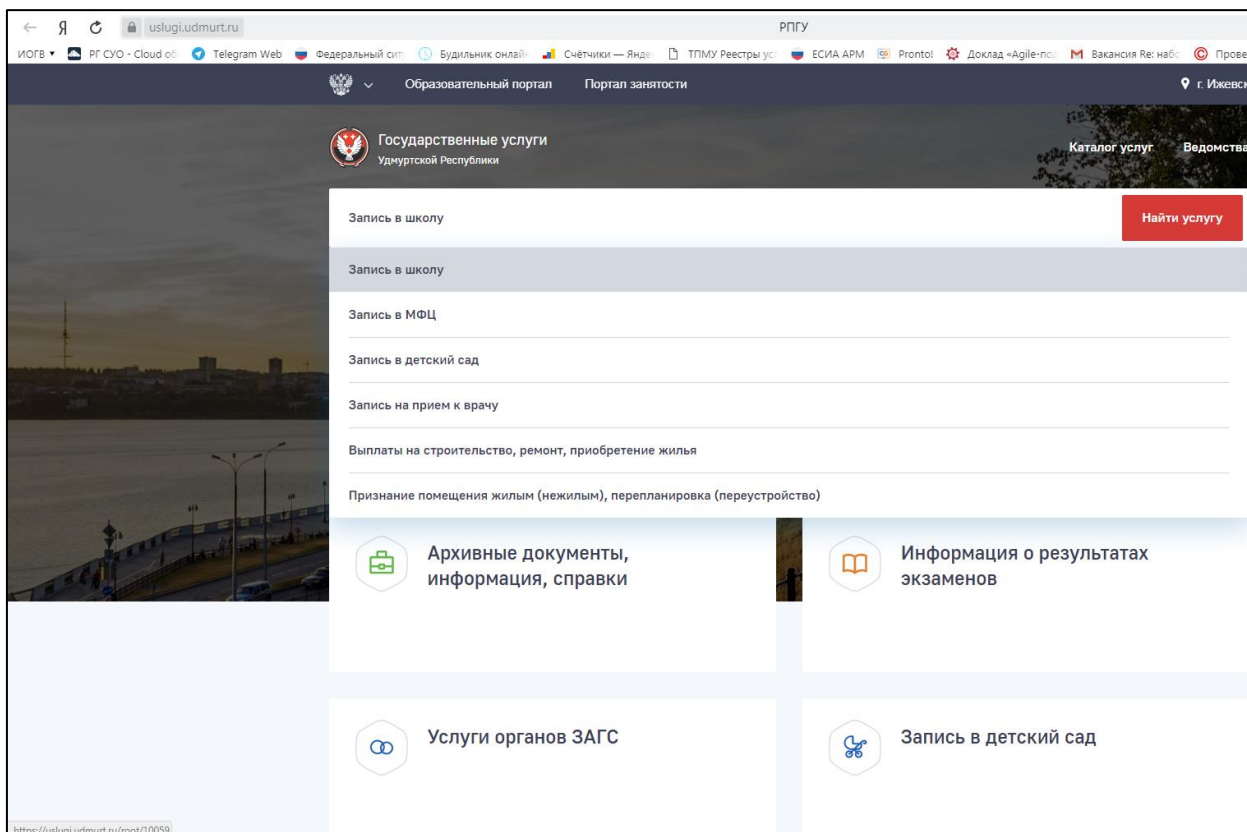 Я uslugi.udmurt.ru РПГУ
ИОГВ РГ СУО - Cloud об Telegram Web Федеральный сит Будильник онлайн Счётчики — Янде ТПМУ Реестры ус ЕСИА АРМ Pronto! Доклад «Agile-по Вакансия Re: наб Прове
Образовательный портал Портал занятости г. Ижевск
Государственные услуги
Удмуртской Республики
Каталог услуг Ведомства
Запись в школу Найти услугу
Запись в школу
Запись в МФЦ
Запись в детский сад
Запись на прием к врачу
Выплаты на строительство, ремонт, приобретение жилья
Признание помещения жилым (нежилым), перепланировка (переустройство)
Архивные документы,
информация, справки
Информация о результатах
экзаменов
Услуги органов ЗАГС
Запись в детский сад
https://uslugi.udmurt.ru/root/10059